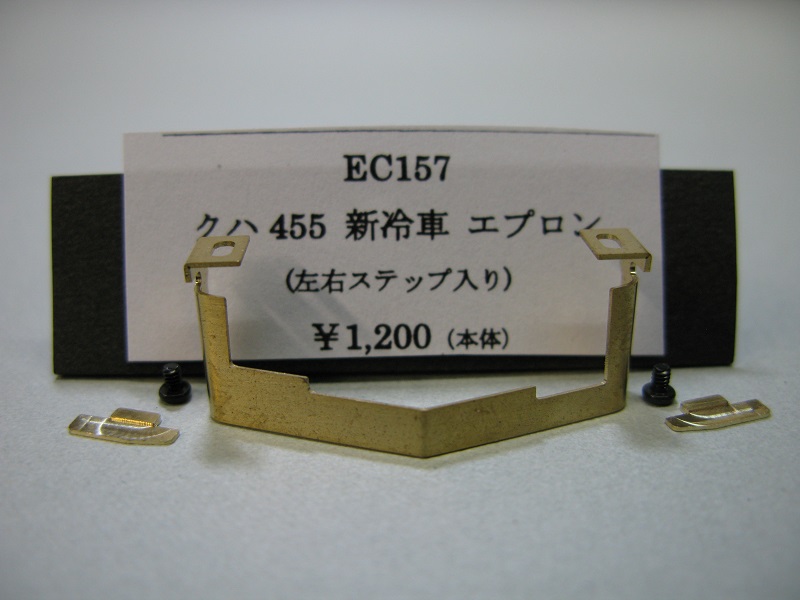 EC157
クハ 455 新冷車 エプロン
(左右ステップ入り)
￥1,200 (本体)